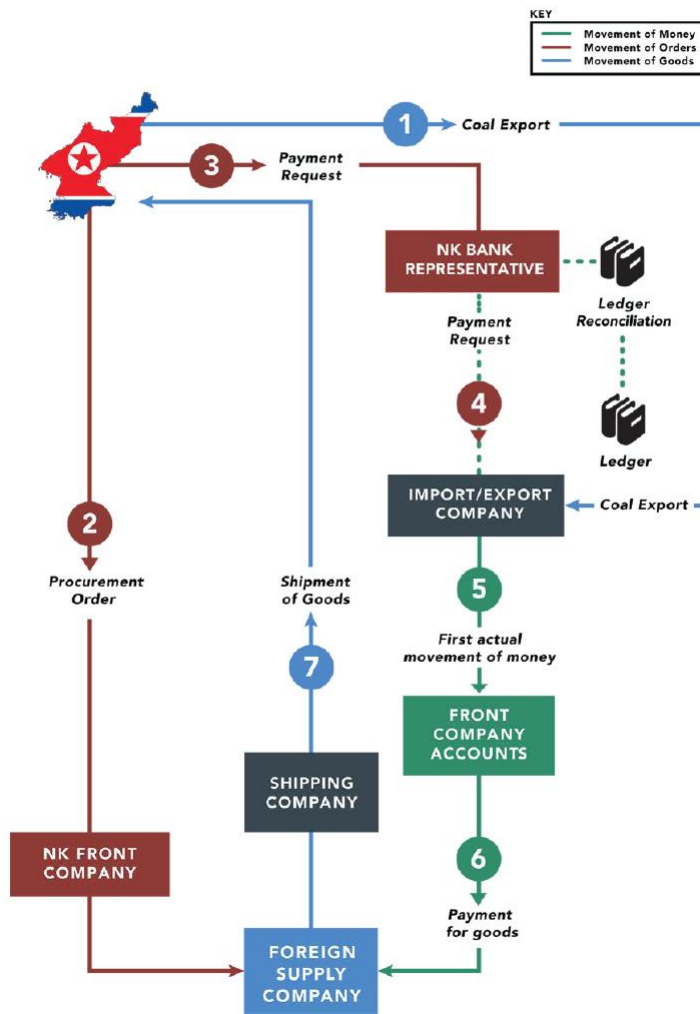 KEY
Movement of Money
Movement of Orders
Movement of Goods
1
Coal Export
3
Payment
Request
NK BANK
REPRESENTATIVE
Ledger
Reconciliation
Payment
Request
4
Ledger
IMPORT/EXPORT
COMPANY
Coal Export
2
Procurement
Order
Shipment
of Goods
5
First actual
movement of money
7
FRONT
COMPANY
ACCOUNTS
SHIPPING
COMPANY
NK FRONT
COMPANY
6
Payment
for goods
FOREIGN
SUPPLY
COMPANY